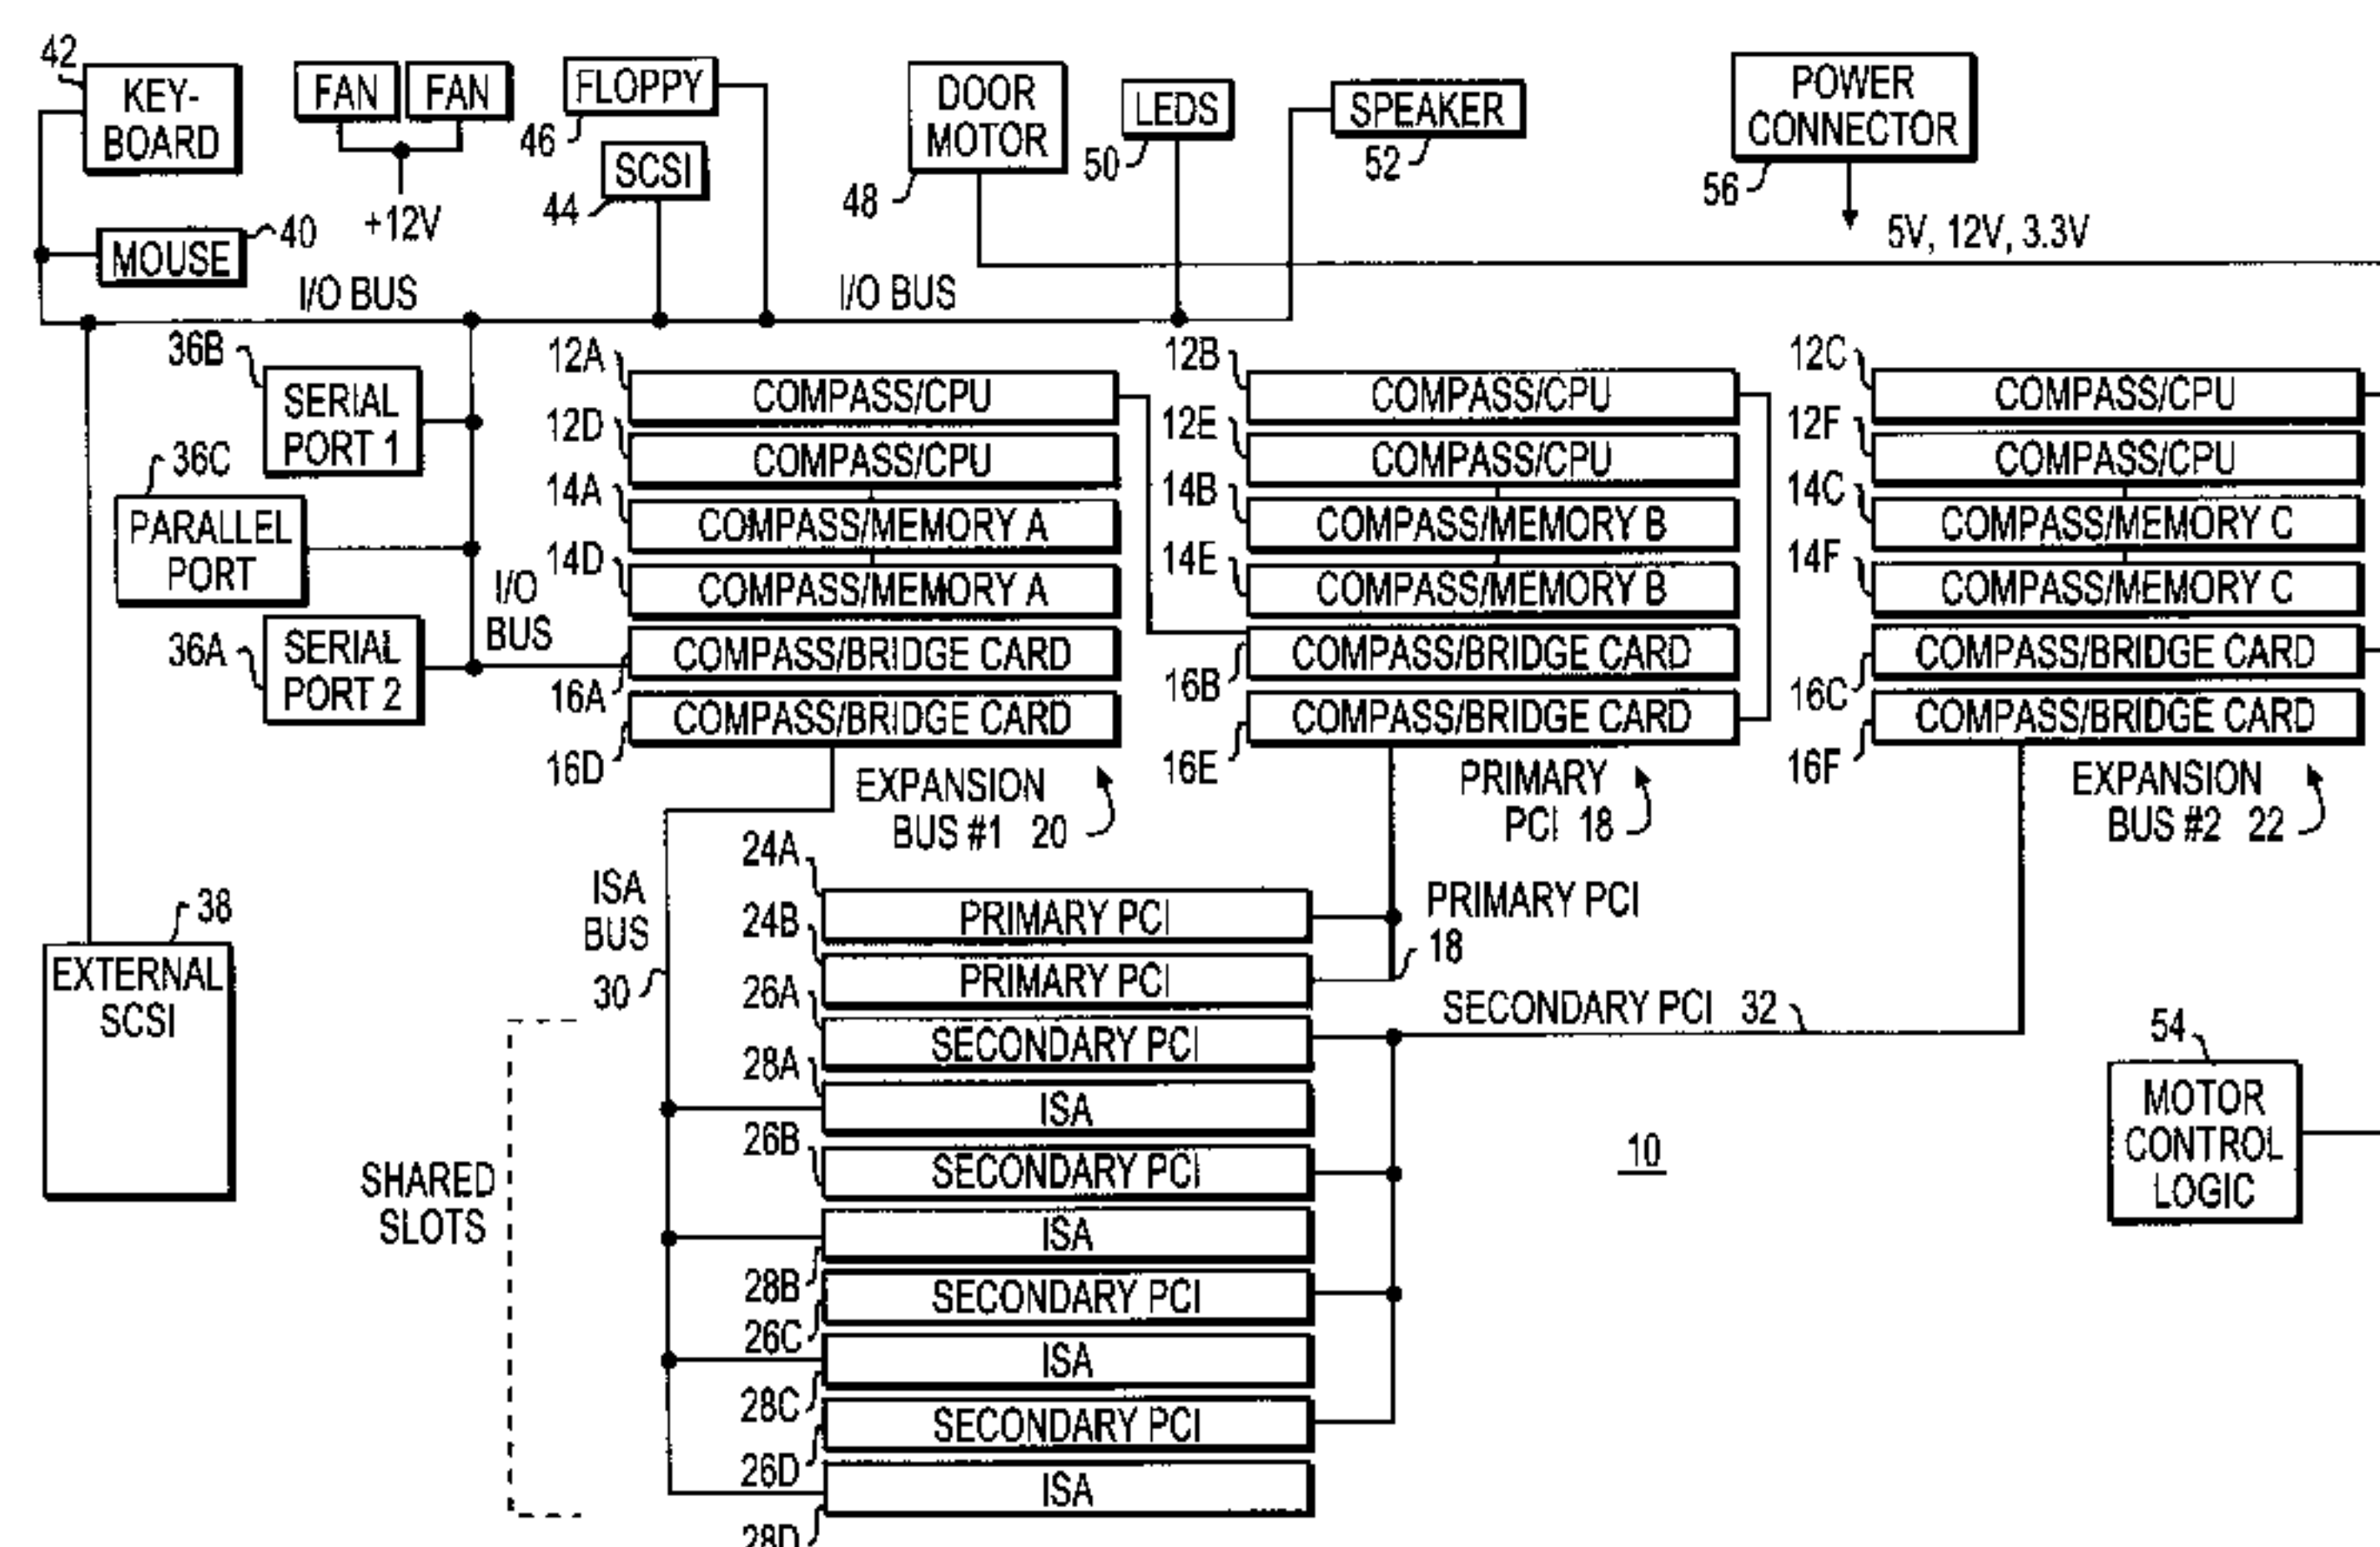 42
KEY-
BOARD
FAN
FAN
+12V
FLOPPY
46
SCSI
44
DOOR
MOTOR
48
LEDS
50
SPEAKER
52
POWER
CONNECTOR
56
5V, 12V, 3.3V
MOUSE
40
I/O BUS
I/O BUS
36B
SERIAL
PORT 1
36C
PARALLEL
PORT
36A
SERIAL
PORT 2
I/O
BUS
12A
COMPASS/CPU
12D
COMPASS/CPU
14A
COMPASS/MEMORY A
14D
COMPASS/MEMORY A
COMPASS/BRIDGE CARD
16A
COMPASS/BRIDGE CARD
16D
EXPANSION
BUS #1 20
12B
COMPASS/CPU
12E
COMPASS/CPU
14B
COMPASS/MEMORY B
14E
COMPASS/MEMORY B
COMPASS/BRIDGE CARD
16B
COMPASS/BRIDGE CARD
16E
PRIMARY
PCI 18
12C
COMPASS/CPU
12F
COMPASS/CPU
14C
COMPASS/MEMORY C
14F
COMPASS/MEMORY C
COMPASS/BRIDGE CARD
16C
COMPASS/BRIDGE CARD
16F
EXPANSION
BUS #2 22
38
EXTERNAL
SCSI
ISA
BUS
30
24A
PRIMARY PCI
24B
PRIMARY PCI
PRIMARY PCI
18
26A
SECONDARY PCI
SECONDARY PCI 32
28A
ISA
26B
SECONDARY PCI
ISA
28B
SECONDARY PCI
26C
ISA
28C
SECONDARY PCI
26D
ISA
28D
SHARED
SLOTS
10
54
MOTOR
CONTROL
LOGIC